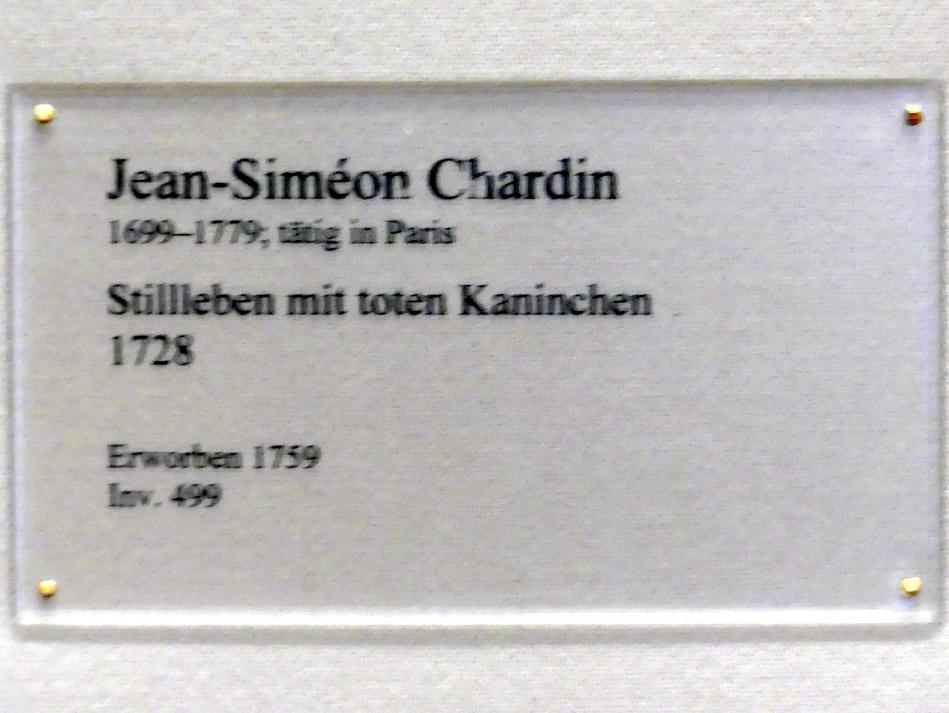 Jean-Siméon Chardin
1699–1779; tätig in Paris
Stillleben mit toten Kaninchen
1728
Erworben 1759
Inv. 499